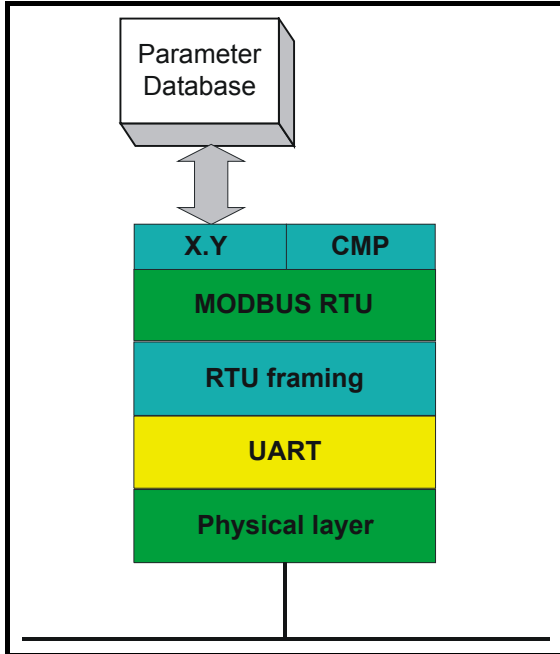 Parameter
Database
X.Y CMP
MODBUS RTU
RTU framing
UART
Physical layer